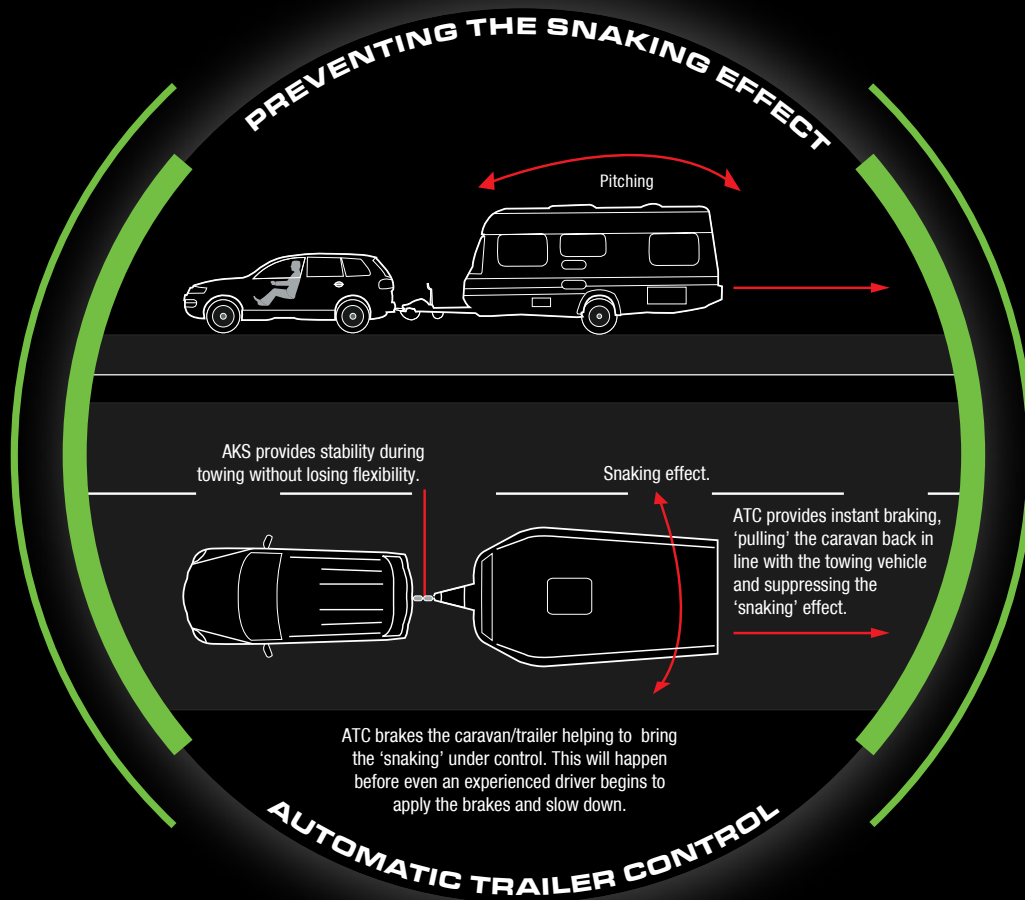 PREVENTING THE SNAKING EFFECT
Pitching
AKS provides stability during
towing without losing flexibility.
Snaking effect.
ATC provides instant braking,
‘pulling’ the caravan back in
line with the towing vehicle
and suppressing the
‘snaking’ effect.
ATC brakes the caravan/trailer helping to  bring
the ‘snaking’ under control. This will happen
before even an experienced driver begins to
apply the brakes and slow down.
AUTOMATIC TRAILER CONTROL